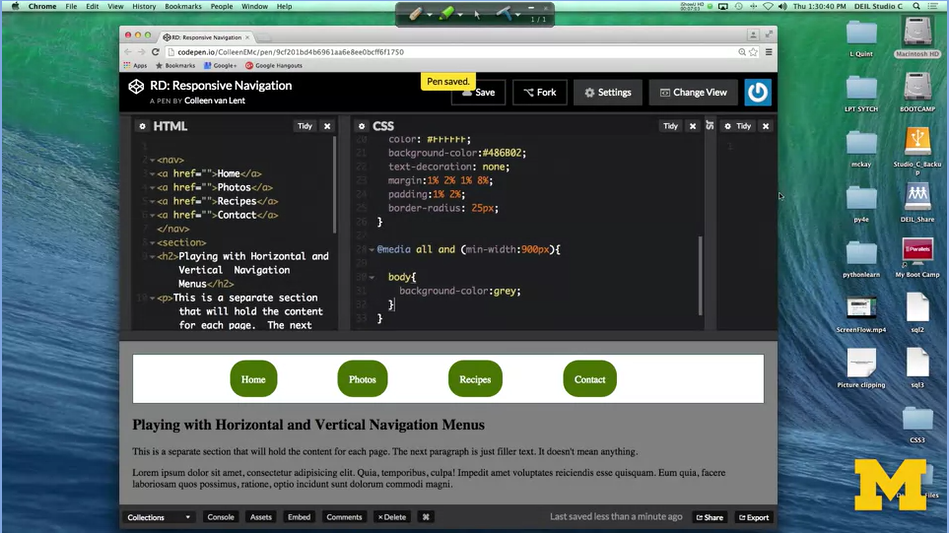 Chrome File Edit View History Bookmarks People Window Help
Thu 1:30:40 PM DEIL Studio C
1 / 1
RD: Responsive Navigation
codepen.io/ColleenEMc/pen/9cf201bd4b6961aa6e8ee0bcff6f1750
Apps Bookmarks Google+ Google Hangouts
RD: Responsive Navigation
A PEN BY Colleen van Lent
Pen saved.
Save
Fork
Settings
Change View
HTML
Tidy
<nav>
<a href="">Home</a>
<a href="">Photos</a>
<a href="">Recipes</a>
<a href="">Contact</a>
</nav>
<section>
<h2>Playing with Horizontal and
Vertical Navigation
Menus</h2>
<p>This is a separate section
that will hold the content
for each page. The next
CSS
Tidy
color: #FFFFFF;
21 background-color:#486B02;
22 text-decoration: none;
23 margin:1% 2% 1% 8%;
24 padding:1% 2%;
25 border-radius: 25px;
26 }
27
28 @media all and (min-width:900px){
29
30 body{
31 background-color:grey;
32 }
33 }
Tidy
1
Home
Photos
Recipes
Contact
Playing with Horizontal and Vertical Navigation Menus
This is a separate section that will hold the content for each page. The next paragraph is just filler text. It doesn't mean anything.
Lorem ipsum dolor sit amet, consectetur adipisicing elit. Quia, temporibus, culpa! Impedit amet voluptates reiciendis esse quisquam. Eum quia, facere
laboriosam quos possimus, ratione, optio incidunt sunt dolorum commodi magni.
Collections
Console
Assets
Embed
Comments
× Delete
⌘
Last saved less than a minute ago
Share
Export
L Quint
Macintosh HD
LPT SYTCH
BOOTCAMP
mckay
Studio_C_Backu
p
py4e
DEIL_Share
pythonlearn
My Boot Camp
ScreenFlow.mp4
sql2
Picture clipping
sql3
CSS3
Files
M